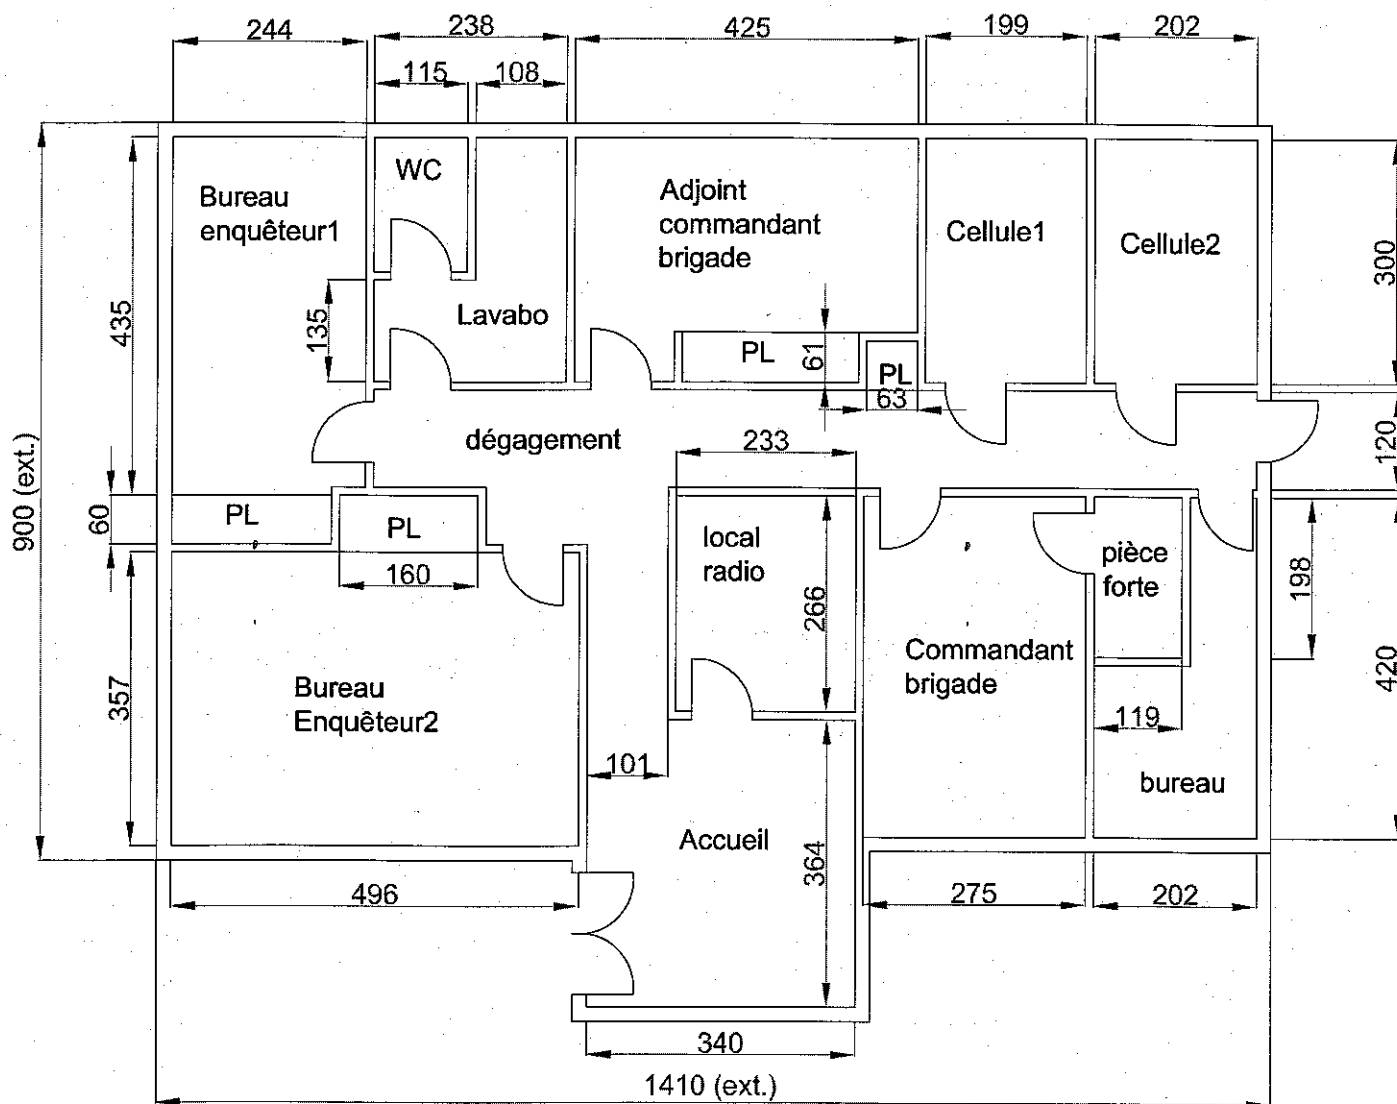 244
238
425
199
202
115
108
WC
Bureau
enquêteur1
Adjoint
commandant
brigade
Cellule1
Cellule2
300
435
135
Lavabo
PL
61
PL
63
900 (ext.)
dégagement
233
120
60
PL
PL
160
local
radio
266
pièce
forte
198
Commandant
brigade
420
357
Bureau
Enquêteur2
101
119
bureau
Accueil
364
496
275
202
340
1410 (ext.)